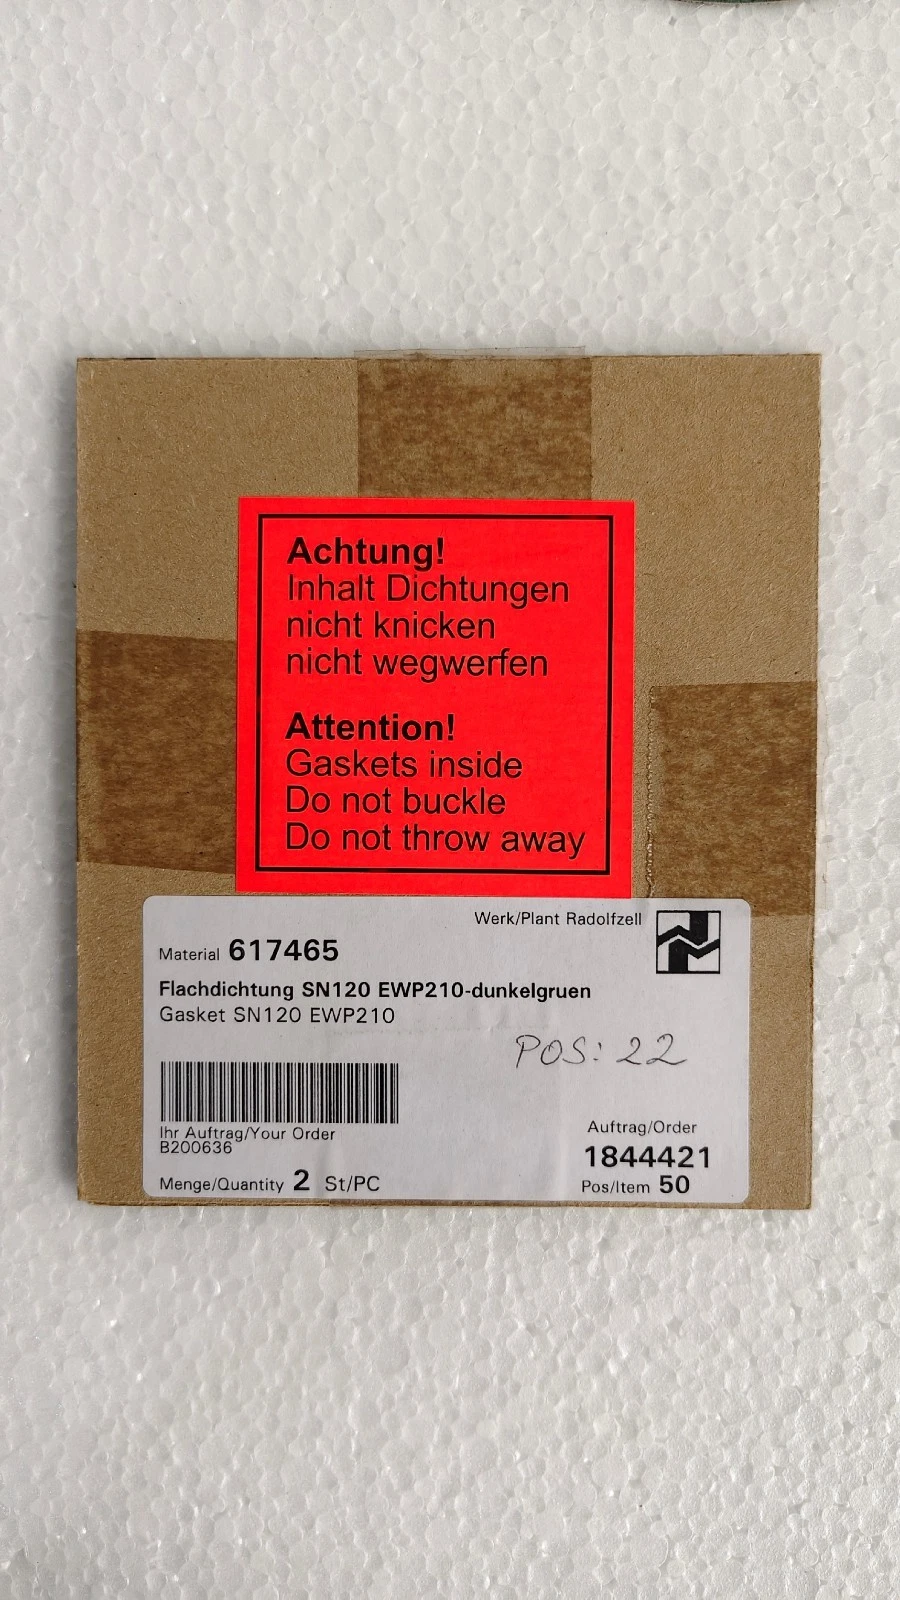 Achtung!
Inhalt Dichtungen
nicht knicken
nicht wegwerfen
Attention!
Gaskets inside
Do not buckle
Do not throw away
Werk/Plant Radolfzell
Material 617465
Flachdichtung SN120 EWP210-dunkelgruen
Gasket SN120 EWP210
POS: 22
Ihr Auftrag/Your Order
B200636
Auftrag/Order
1844421
Menge/Quantity 2 St/PC
Pos/Item 50